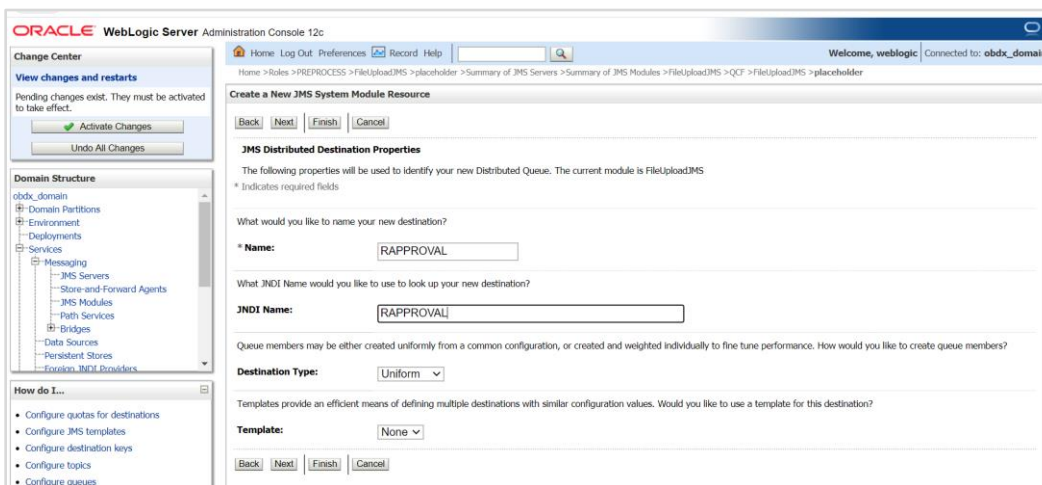 ORACLE WebLogic Server Administration Console 12c
Change Center
View changes and restarts
Pending changes exist. They must be activated
to take effect.
Activate Changes
Undo All Changes
Domain Structure
obdx_domain
Domain Partitions
Environment
Deployments
Services
Messaging
JMS Servers
Store-and-Forward Agents
JMS Modules
Path Services
Bridges
Data Sources
Persistent Stores
Foreign JNDI Providers
How do I...
Configure quotas for destinations
Configure JMS templates
Configure destination keys
Configure topics
Configure queues
Home Log Out Preferences Record Help
Welcome, weblogic Connected to: obdx_domain
Home >Roles >PREPROCESS >FileUploadJMS >placeholder >Summary of JMS Servers >Summary of JMS Modules >FileUploadJMS >QCF >FileUploadJMS >placeholder
Create a New JMS System Module Resource
Back Next Finish Cancel
JMS Distributed Destination Properties
The following properties will be used to identify your new Distributed Queue. The current module is FileUploadJMS
* Indicates required fields
What would you like to name your new destination?
* Name: RAPPROVAL
What JNDI Name would you like to use to look up your new destination?
JNDI Name: RAPPROVAL
Queue members may be either created uniformly from a common configuration, or created and weighted individually to fine tune performance. How would you like to create queue members?
Destination Type: Uniform
Templates provide an efficient means of defining multiple destinations with similar configuration values. Would you like to use a template for this destination?
Template: None
Back Next Finish Cancel